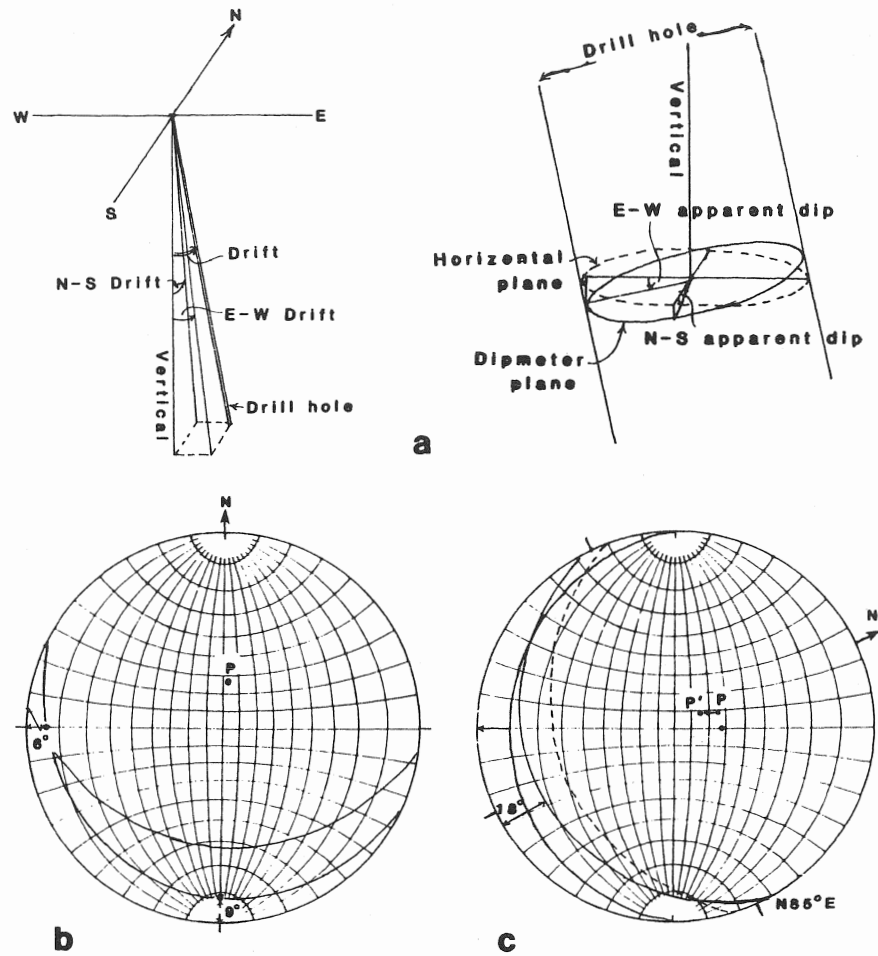 N
W
E
S
Drift
N-S Drift
E-W Drift
Vertical
Drill hole
Drill hole
Vertical
E-W apparent dip
Horizontal
plane
N-S apparent dip
Dipmeter
plane
a
N
P
6°
9°
b
N
P' P
18°
N85°E
c